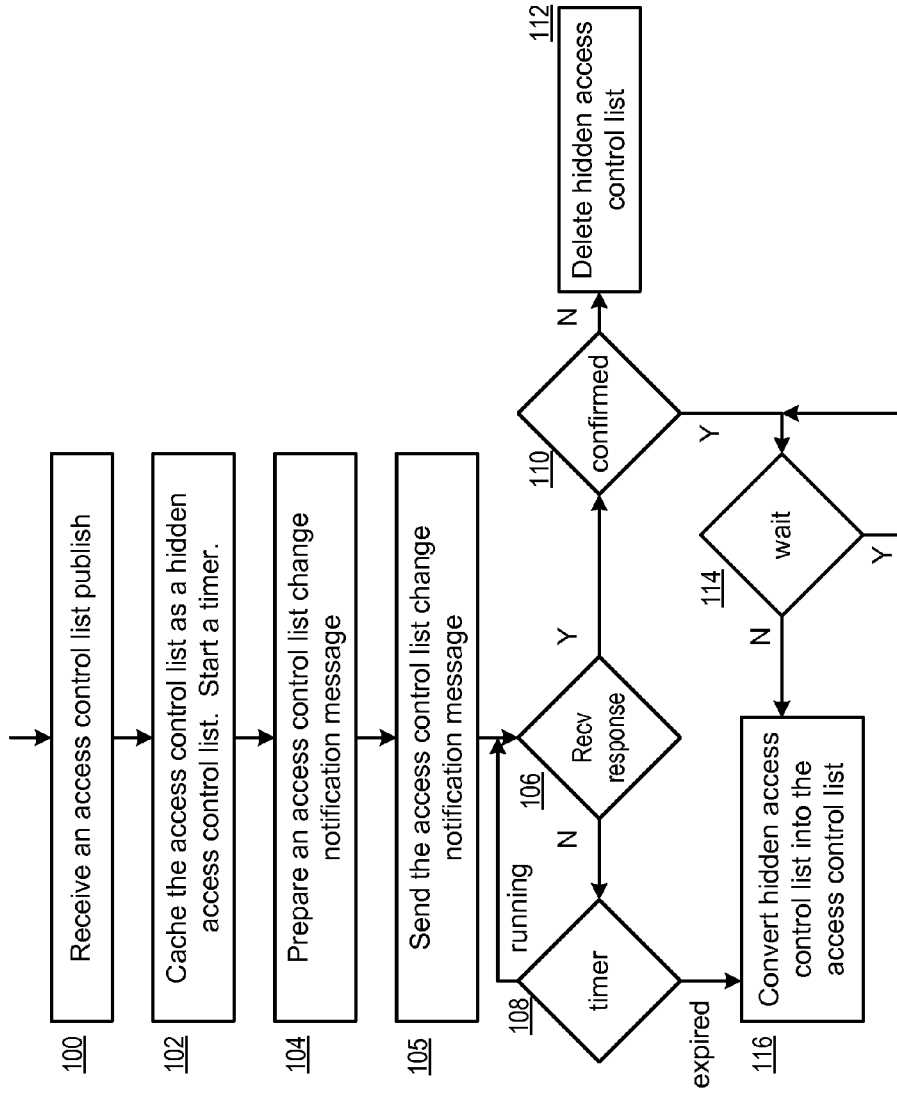 100
Receive an access control list publish
102
Cache the access control list as a hidden
access control list.  Start a timer.
104
Prepare an access control list change
notification message
105
Send the access control list change
notification message
106
Recv
response
N
Y
108
timer
running
expired
110
confirmed
N
Y
112
Delete hidden access
control list
114
wait
N
Y
116
Convert hidden access
control list into the
access control list